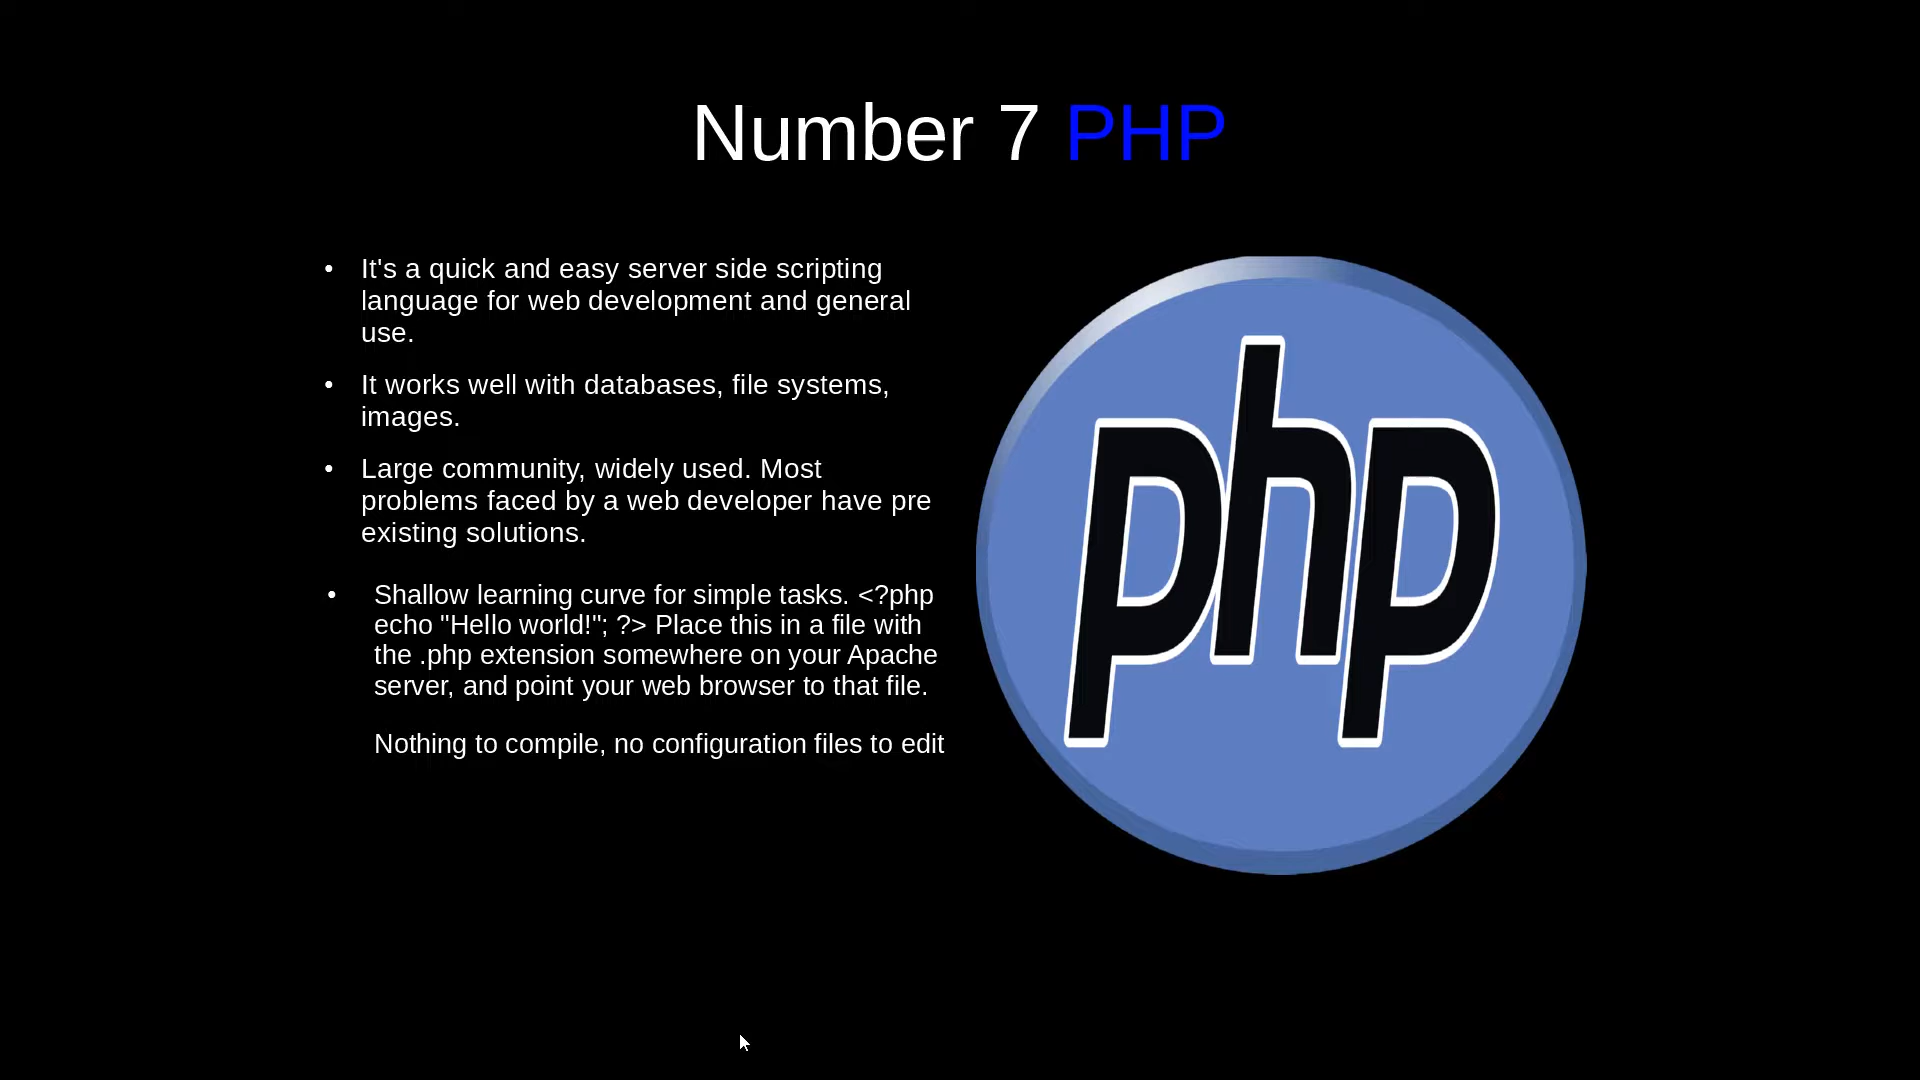 Number 7 PHP
• It's a quick and easy server side scripting
language for web development and general
use.
• It works well with databases, file systems,
images.
• Large community, widely used. Most
problems faced by a web developer have pre
existing solutions.
• Shallow learning curve for simple tasks. <?php
echo "Hello world!"; ?> Place this in a file with
the .php extension somewhere on your Apache
server, and point your web browser to that file.
Nothing to compile, no configuration files to edit
php